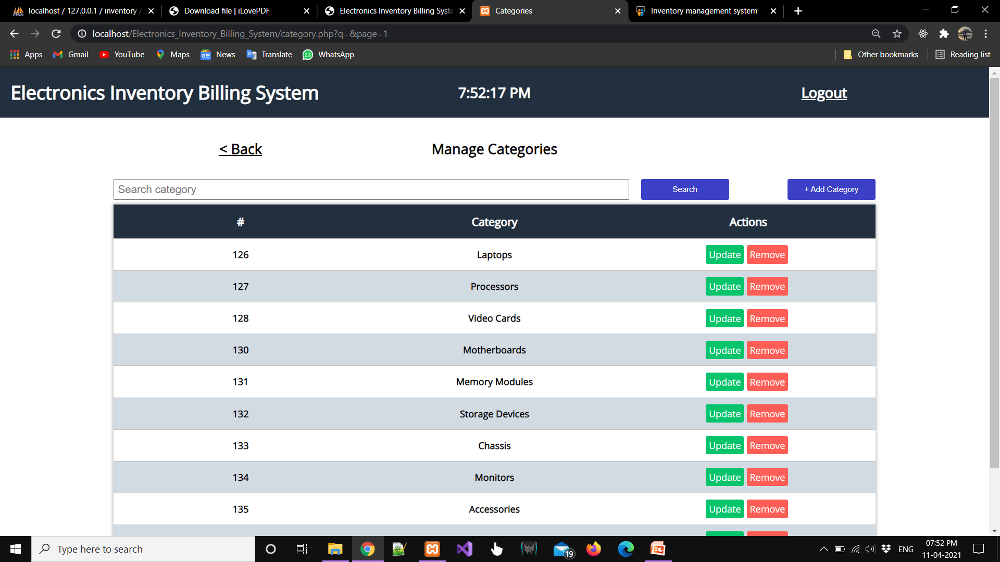 localhost / 127.0.0.1 / inventory /
Download file | iLovePDF
Electronics Inventory Billing Syste
Categories
Inventory management system
localhost/Electronics_Inventory_Billing_System/category.php?q=&page=1
Apps
Gmail
YouTube
Maps
News
Translate
23
WhatsApp
Other bookmarks
Reading list
Electronics Inventory Billing System
7:52:17 PM
Logout
< Back
Manage Categories
Search category
Search
+ Add Category
# Category Actions
126 Laptops Update Remove
127 Processors Update Remove
128 Video Cards Update Remove
130 Motherboards Update Remove
131 Memory Modules Update Remove
132 Storage Devices Update Remove
133 Chassis Update Remove
134 Monitors Update Remove
135 Accessories Update Remove
Type here to search
19
ENG
07:52 PM
11-04-2021